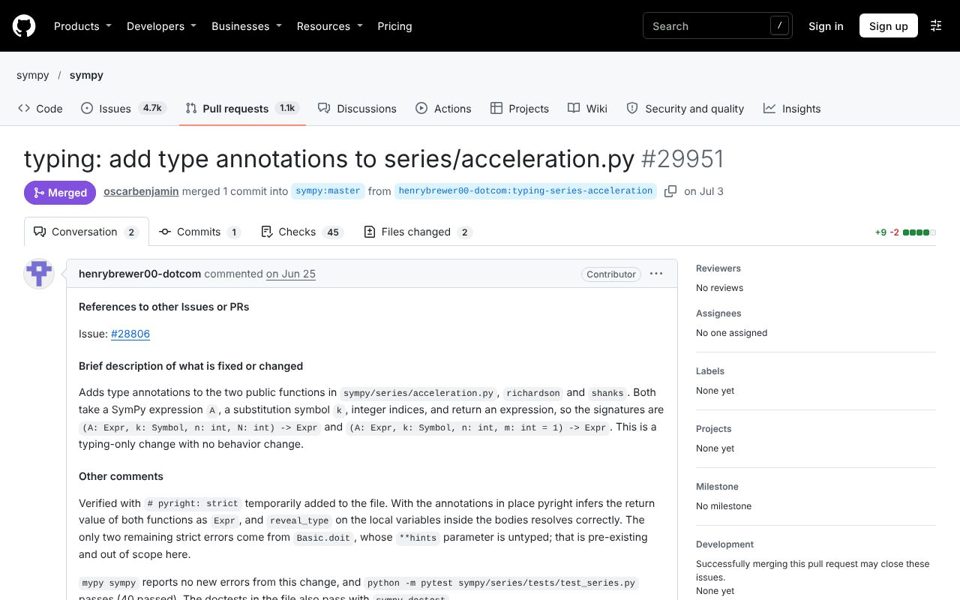 Products Developers Businesses Resources Pricing Search / Sign in Sign up
sympy / sympy
Code Issues 4.7k Pull requests 1.1k Discussions Actions Projects Wiki Security and quality Insights
typing: add type annotations to series/acceleration.py #29951
Merged oscarbenjamin merged 1 commit into sympy:master from henrybrewer00-dotcom:typing-series-acceleration on Jul 3
Conversation 2 Commits 1 Checks 45 Files changed 2 +9 -2
henrybrewer00-dotcom commented on Jun 25 Contributor ···
References to other Issues or PRs
Issue: #28806
Brief description of what is fixed or changed
Adds type annotations to the two public functions in sympy/series/acceleration.py, richardson and shanks. Both
take a SymPy expression A, a substitution symbol k, integer indices, and return an expression, so the signatures are
(A: Expr, k: Symbol, n: int, N: int) -> Expr and (A: Expr, k: Symbol, n: int, m: int = 1) -> Expr. This is a
typing-only change with no behavior change.
Other comments
Verified with # pyright: strict temporarily added to the file. With the annotations in place pyright infers the return
value of both functions as Expr, and reveal_type on the local variables inside the bodies resolves correctly. The
only two remaining strict errors come from Basic.doit, whose **hints parameter is untyped; that is pre-existing
and out of scope here.
mypy sympy reports no new errors from this change, and python -m pytest sympy/series/tests/test_series.py
passes (40 passed). The doctests in the file also pass with sympy.doctest.
Reviewers
No reviews
Assignees
No one assigned
Labels
None yet
Projects
None yet
Milestone
No milestone
Development
Successfully merging this pull request may close these
issues.
None yet